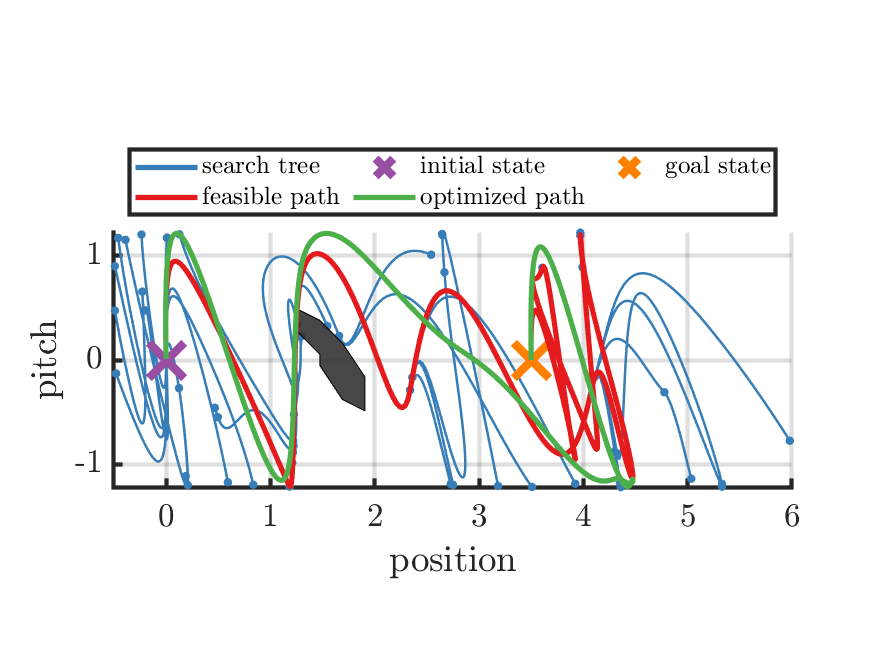 search tree initial state goal state
feasible path optimized path
1
0
-1
pitch
0 1 2 3 4 5 6
position